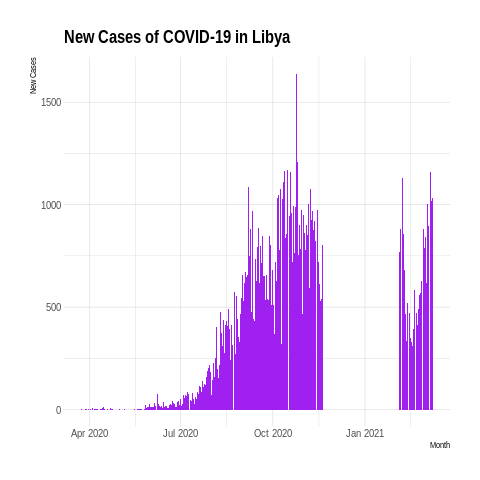 New Cases of COVID-19 in Libya
New Cases
1500
1000
500
0
Apr 2020 Jul 2020 Oct 2020 Jan 2021
Month